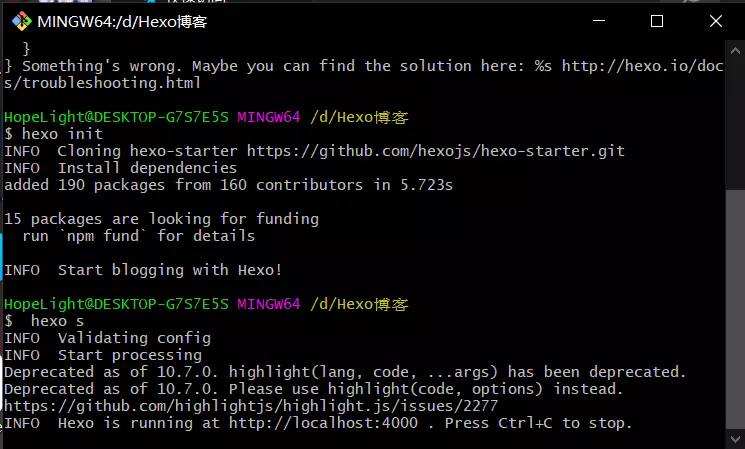 MINGW64:/d/Hexo博客
}
} Something's wrong. Maybe you can find the solution here: %s http://hexo.io/doc
s/troubleshooting.html
HopeLight@DESKTOP-G7S7E5S MINGW64 /d/Hexo博客
$ hexo init
INFO  Cloning hexo-starter https://github.com/hexojs/hexo-starter.git
INFO  Install dependencies
added 190 packages from 160 contributors in 5.723s
15 packages are looking for funding
  run `npm fund` for details
INFO  Start blogging with Hexo!
HopeLight@DESKTOP-G7S7E5S MINGW64 /d/Hexo博客
$  hexo s
INFO  Validating config
INFO  Start processing
Deprecated as of 10.7.0. highlight(lang, code, ...args) has been deprecated.
Deprecated as of 10.7.0. Please use highlight(code, options) instead.
https://github.com/highlightjs/highlight.js/issues/2277
INFO  Hexo is running at http://localhost:4000 . Press Ctrl+C to stop.